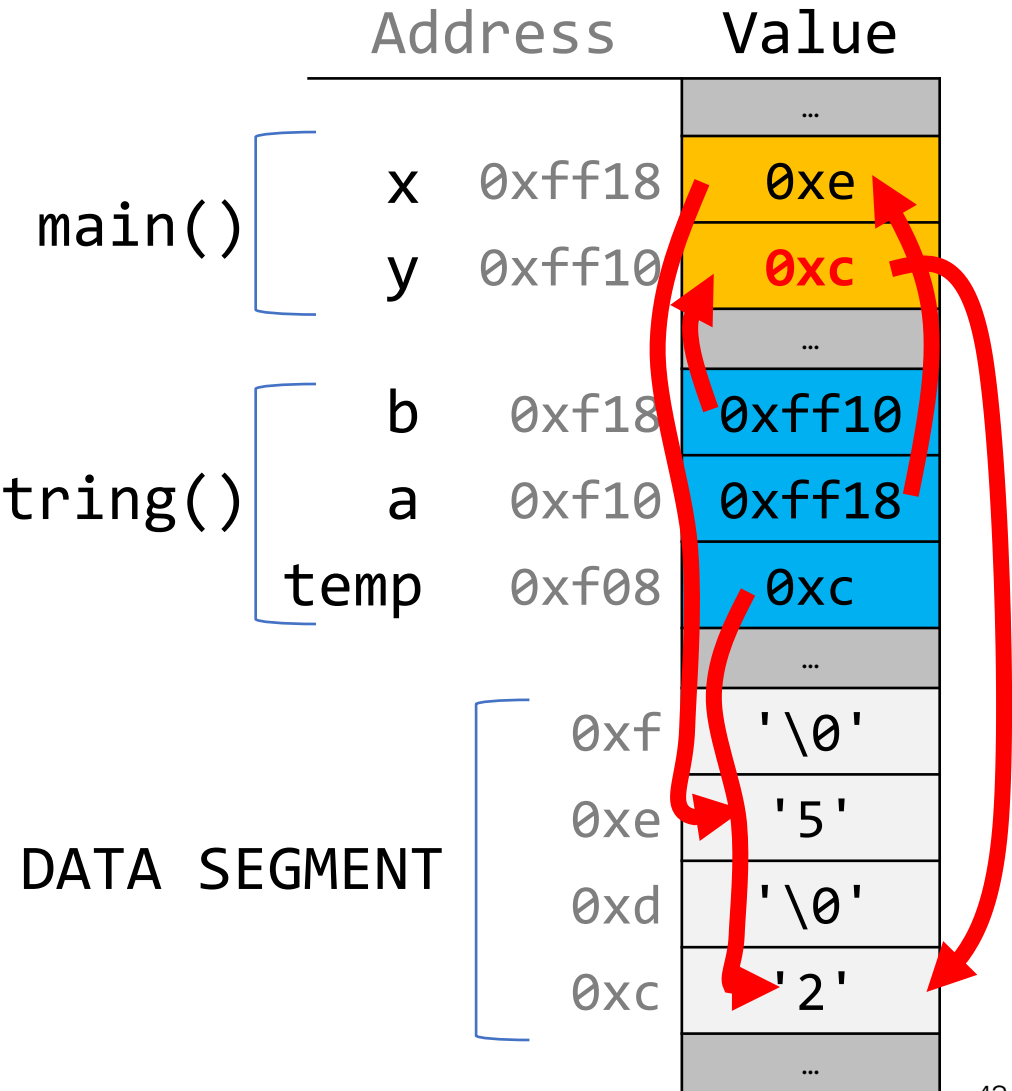 Address Value
…
x 0xff18 0xe
main()
y 0xff10 0xc
…
b 0xf18 0xff10
tring() a 0xf10 0xff18
temp 0xf08 0xc
…
0xf '\0'
0xe '5'
DATA SEGMENT
0xd '\0'
0xc '2'
…